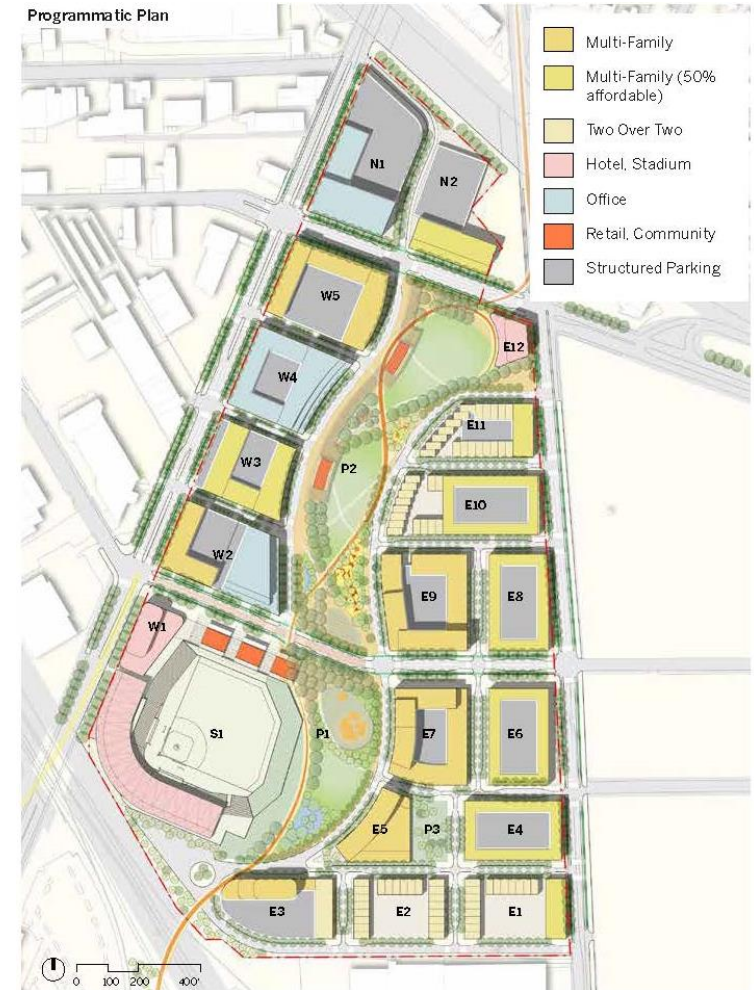 Programmatic Plan
Multi-Family
Multi-Family (50%
affordable)
Two Over Two
Hotel, Stadium
Office
Retail, Community
Structured Parking
N1
N2
W5
E12
W4
E11
W3
P2
E10
W2
E9
E8
W1
S1
P1
E7
E6
E5
P3
E4
E3
E2
E1
0 100 200 400'